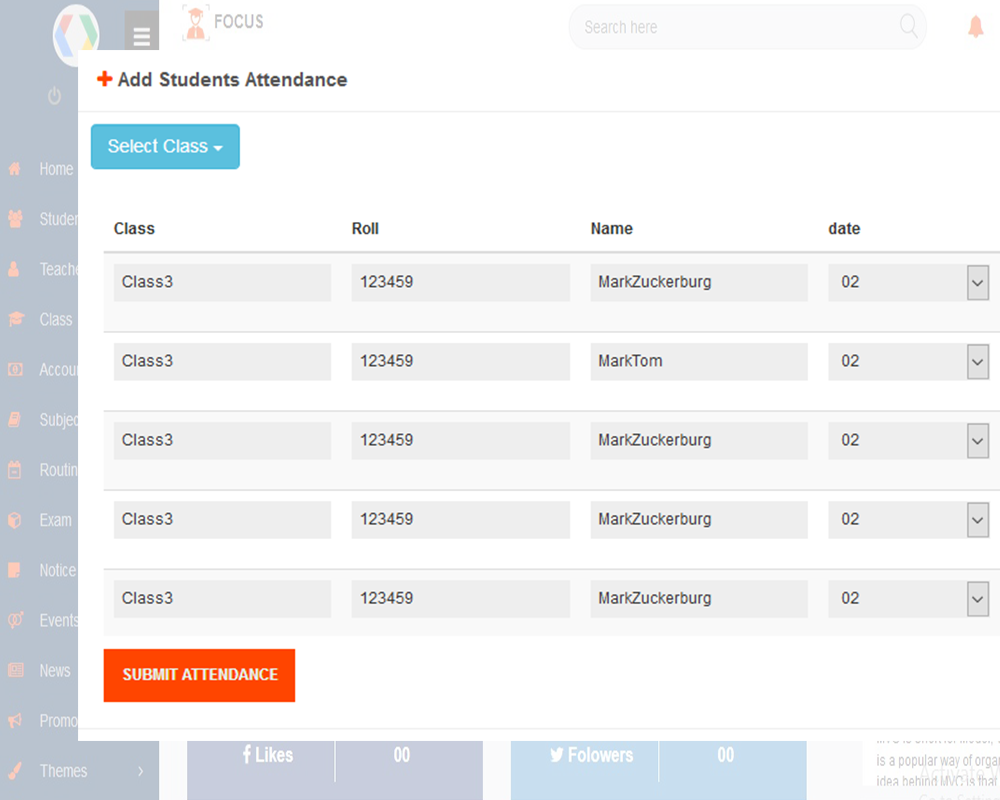 FOCUS
Search here
Add Students Attendance
Select Class
Home
Class Roll Name date
Class3 123459 MarkZuckerburg 02
Class3 123459 MarkTom 02
Class3 123459 MarkZuckerburg 02
Class3 123459 MarkZuckerburg 02
Class3 123459 MarkZuckerburg 02
SUBMIT ATTENDANCE
Studer
Teache
Class
Accou
Subjec
Routin
Exam
Notice
Events
News
Promo
Themes
Likes 00
Folowers 00
is a popular way of orga
idea behind MVC is that